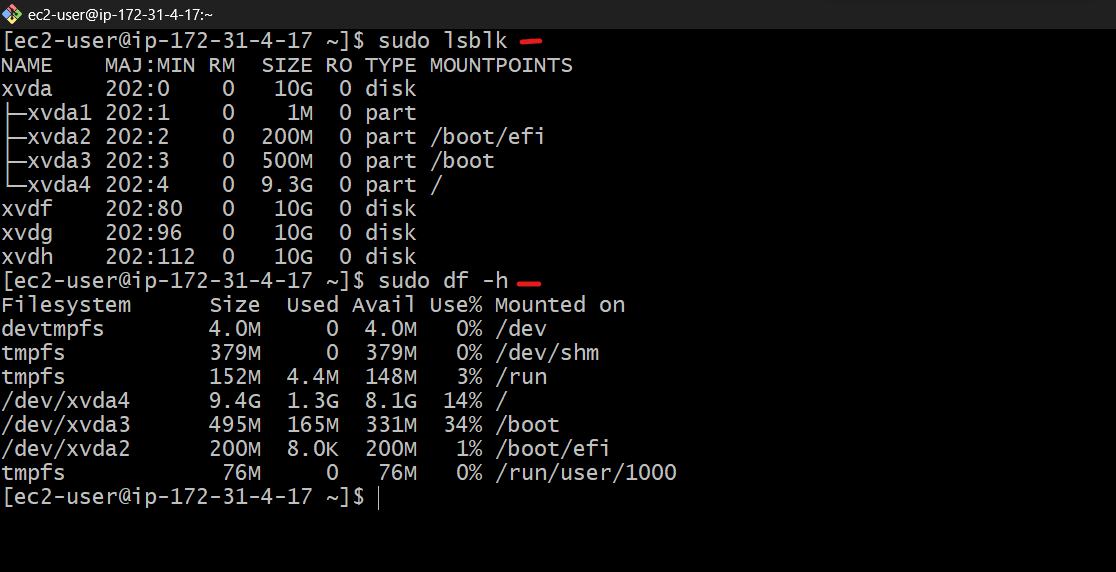 ec2-user@ip-172-31-4-17:~
[ec2-user@ip-172-31-4-17 ~]$ sudo lsblk
NAME    MAJ:MIN RM  SIZE RO TYPE MOUNTPOINTS
xvda    202:0    0   10G  0 disk
├─xvda1 202:1    0    1M  0 part
├─xvda2 202:2    0  200M  0 part /boot/efi
├─xvda3 202:3    0  500M  0 part /boot
└─xvda4 202:4    0  9.3G  0 part /
xvdf    202:80   0   10G  0 disk
xvdg    202:96   0   10G  0 disk
xvdh    202:112  0   10G  0 disk
[ec2-user@ip-172-31-4-17 ~]$ sudo df -h
Filesystem      Size  Used Avail Use% Mounted on
devtmpfs        4.0M     0  4.0M   0% /dev
tmpfs           379M     0  379M   0% /dev/shm
tmpfs           152M  4.4M  148M   3% /run
/dev/xvda4      9.4G  1.3G  8.1G  14% /
/dev/xvda3      495M  165M  331M  34% /boot
/dev/xvda2      200M  8.0K  200M   1% /boot/efi
tmpfs            76M     0   76M   0% /run/user/1000
[ec2-user@ip-172-31-4-17 ~]$